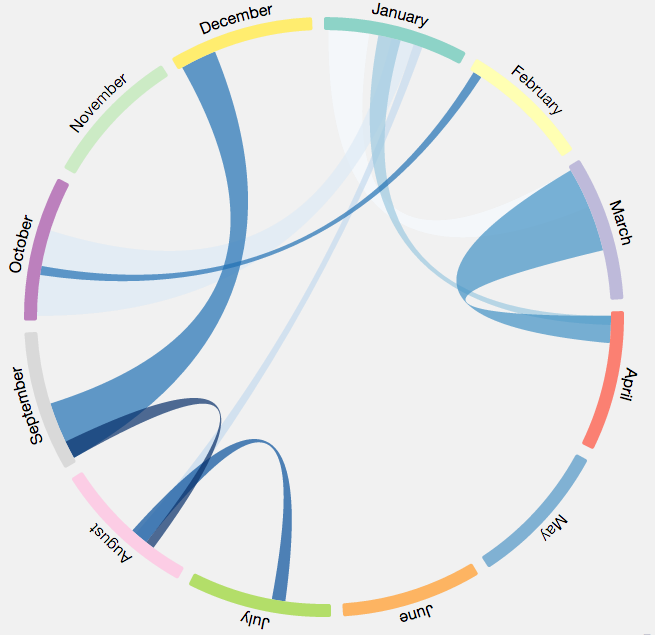 January
February
March
April
May
June
July
August
September
October
November
December